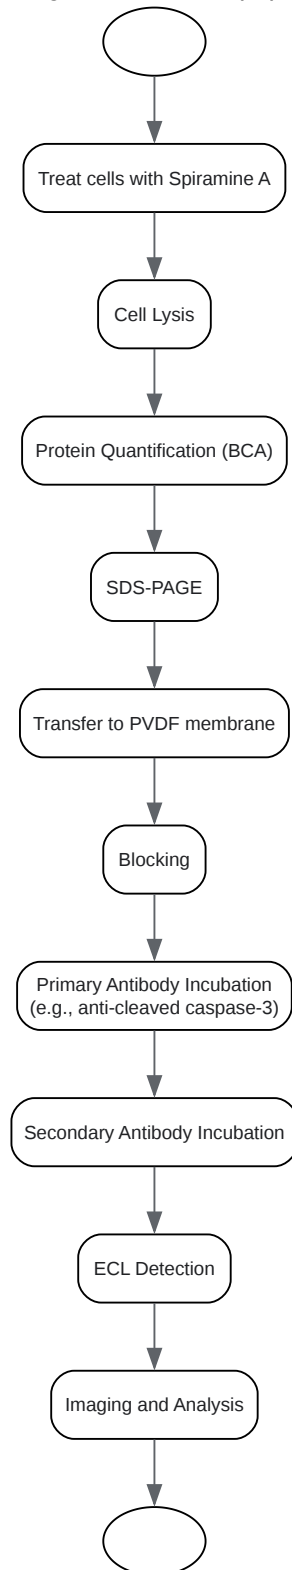 Treat cells with Spiramine A
Cell Lysis
Protein Quantification (BCA)
SDS-PAGE
Transfer to PVDF membrane
Blocking
Primary Antibody Incubation
(e.g., anti-cleaved caspase-3)
Secondary Antibody Incubation
ECL Detection
Imaging and Analysis